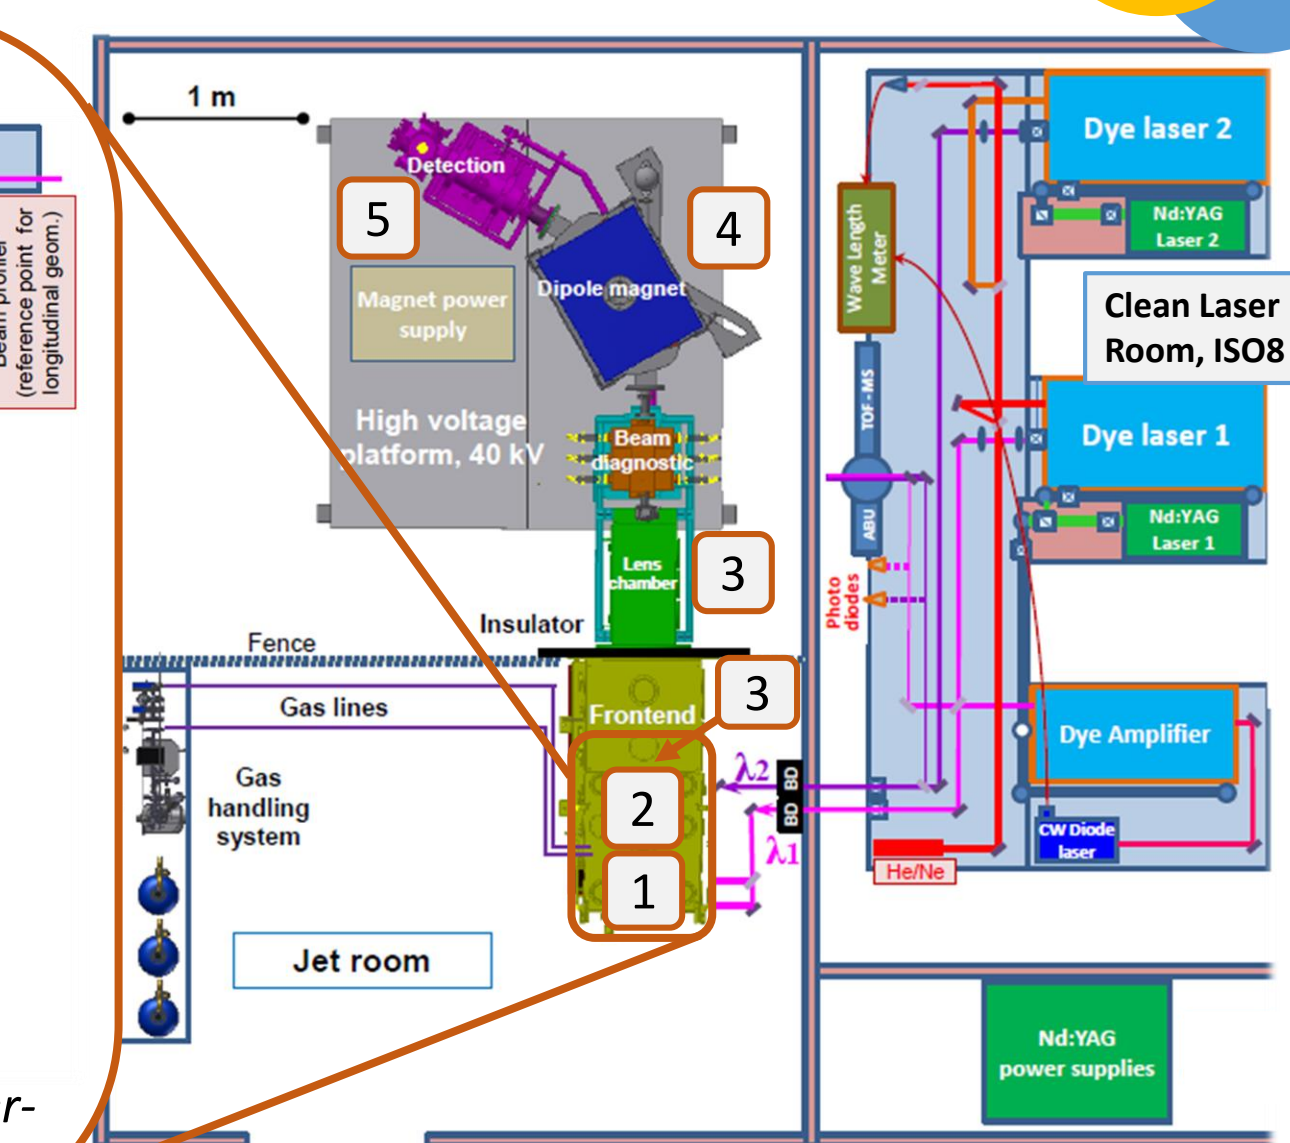 1 m
Detection
5
4
Dipole magnet
Magnet power
supply
High voltage
platform, 40 kV
Beam
diagnostic
Lens
chamber
3
Insulator
Fence
Gas lines
Frontend
3
Gas
handling
system
2
1
λ2
λ1
BD
BD
Jet room
(reference point for
longitudinal geom.)
r-
Dye laser 2
Nd:YAG
Laser 2
Wave Length
Meter
Clean Laser
Room, ISO8
TOF-MS
Dye laser 1
ABU
Nd:YAG
Laser 1
Photo
diodes
Dye Amplifier
CW Diode
laser
He/Ne
Nd:YAG
power supplies